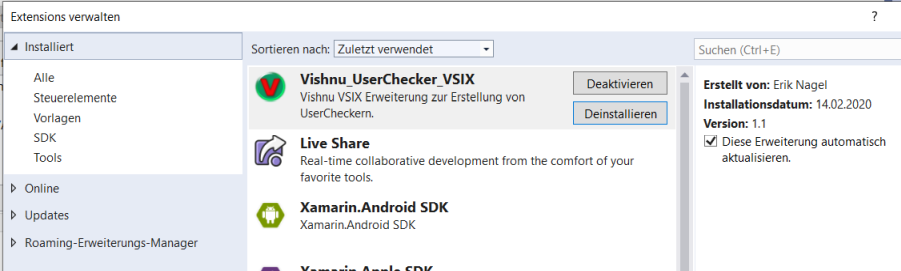 Extensions verwalten
?
Installiert
Alle
Steuerelemente
Vorlagen
SDK
Tools
Online
Updates
Roaming-Erweiterungs-Manager
Sortieren nach: Zuletzt verwendet
V
Vishnu_UserChecker_VSIX
Vishnu VSIX Erweiterung zur Erstellung von
UserCheckern.
Deaktivieren
Deinstallieren
Live Share
Real-time collaborative development from the comfort of your
favorite tools.
Xamarin.Android SDK
Xamarin.Android SDK
Xamarin.Apple SDK
Suchen (Ctrl+E)
Erstellt von: Erik Nagel
Installationsdatum: 14.02.2020
Version: 1.1
Diese Erweiterung automatisch
aktualisieren.